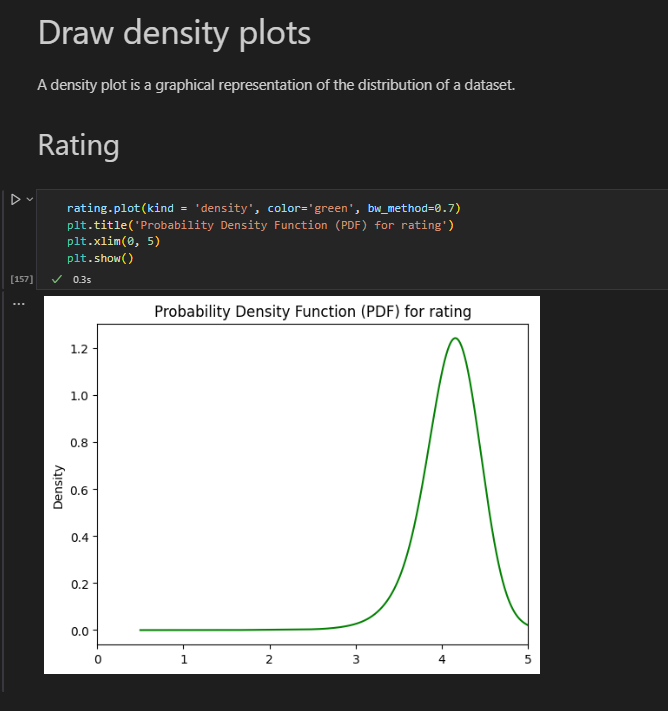 Draw density plots
A density plot is a graphical representation of the distribution of a dataset.
Rating
rating.plot(kind = 'density', color='green', bw_method=0.7)
plt.title('Probability Density Function (PDF) for rating')
plt.xlim(0, 5)
plt.show()
[157]
0.3s
...
Probability Density Function (PDF) for rating
1.2
1.0
0.8
0.6
0.4
0.2
0.0
Density
0 1 2 3 4 5